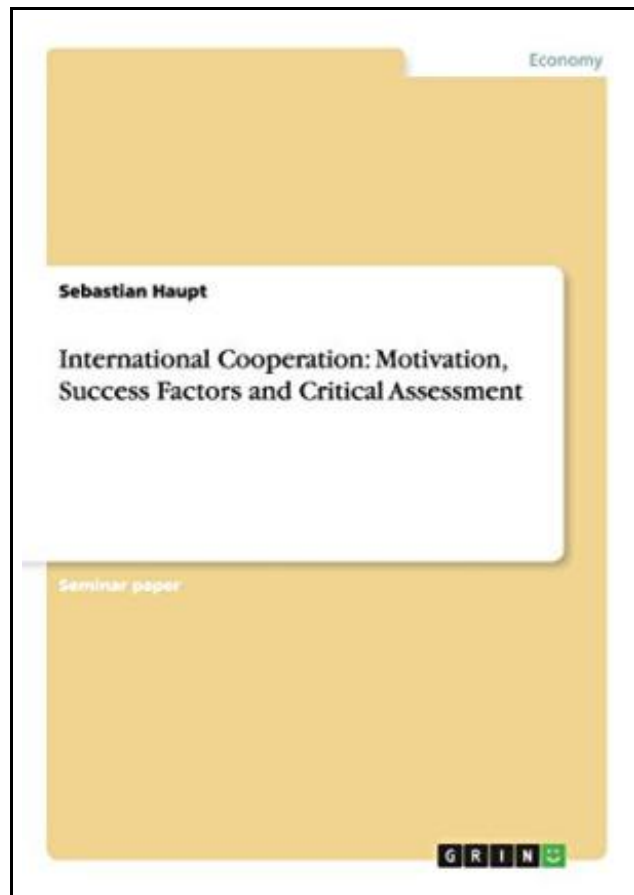 Economy
Sebastian Haupt
International Cooperation: Motivation,
Success Factors and Critical Assessment
Seminar paper
GRIN